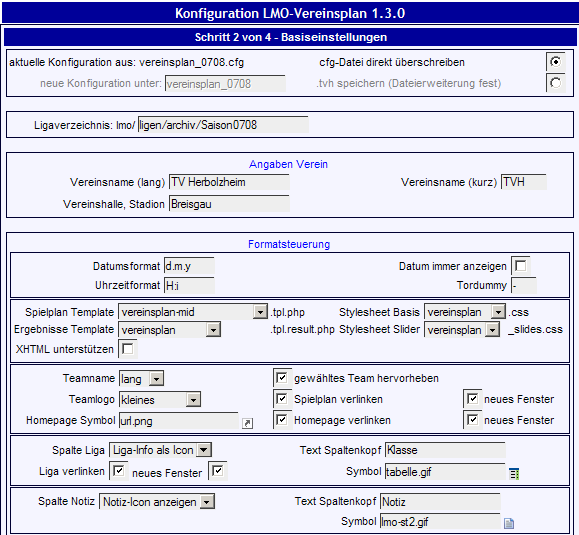 Konfiguration LMO-Vereinsplan 1.3.0
Schritt 2 von 4 - Basiseinstellungen
aktuelle Konfiguration aus: vereinsplan_0708.cfg cfg-Datei direkt überschreiben
neue Konfiguration unter: vereinsplan_0708 .tvh speichern (Dateierweiterung fest)
Ligaverzeichnis: lmo/ ligen/archiv/Saison0708
Angaben Verein
Vereinsname (lang) TV Herbolzheim Vereinsname (kurz) TVH
Vereinshalle, Stadion Breisgau
Formatsteuerung
Datumsformat d.m.y Datum immer anzeigen
Uhrzeitformat H:i Tordummy -
Spielplan Template vereinsplan-mid .tpl.php Stylesheet Basis vereinsplan .css
Ergebnisse Template vereinsplan .tpl.result.php Stylesheet Slider vereinsplan _slides.css
XHTML unterstützen
Teamname lang gewähltes Team hervorheben
Teamlogo kleines Spielplan verlinken neues Fenster
Homepage Symbol url.png Homepage verlinken neues Fenster
Spalte Liga Liga-Info als Icon Text Spaltenkopf Klasse
Liga verlinken neues Fenster Symbol tabelle.gif
Spalte Notiz Notiz-Icon anzeigen Text Spaltenkopf Notiz
Symbol lmo-st2.gif